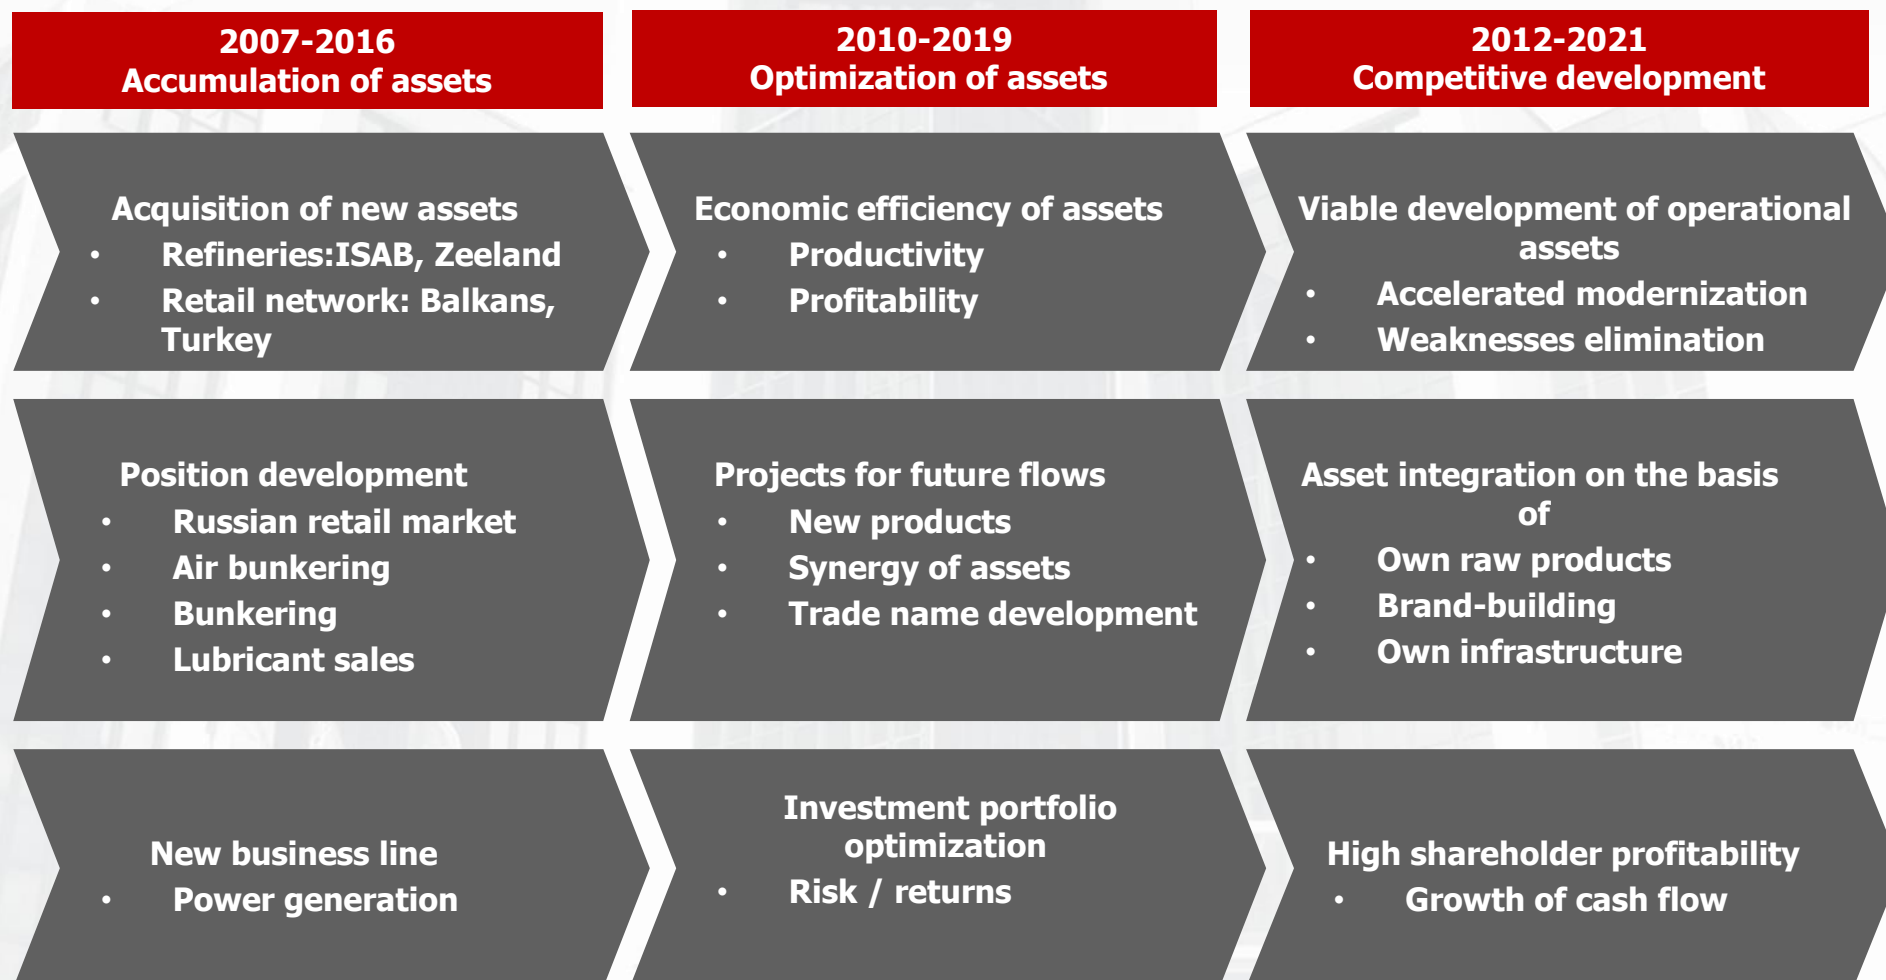 2007-2016
Accumulation of assets
2010-2019
Optimization of assets
2012-2021
Competitive development
Acquisition of new assets
• Refineries:ISAB, Zeeland
• Retail network: Balkans,
Turkey
Economic efficiency of assets
• Productivity
• Profitability
Viable development of operational
assets
• Accelerated modernization
• Weaknesses elimination
Position development
• Russian retail market
• Air bunkering
• Bunkering
• Lubricant sales
Projects for future flows
• New products
• Synergy of assets
• Trade name development
Asset integration on the basis
of
• Own raw products
• Brand-building
• Own infrastructure
New business line
• Power generation
Investment portfolio
optimization
• Risk / returns
High shareholder profitability
• Growth of cash flow